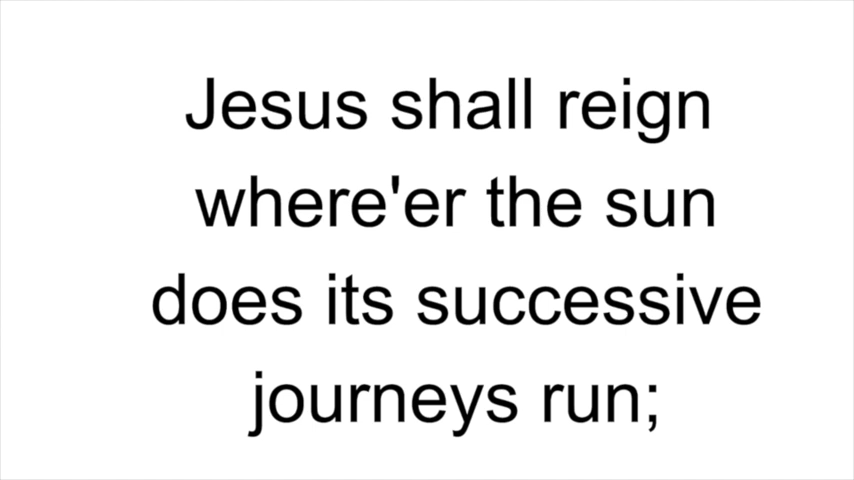 Jesus shall reign
where'er the sun
does its successive
journeys run;